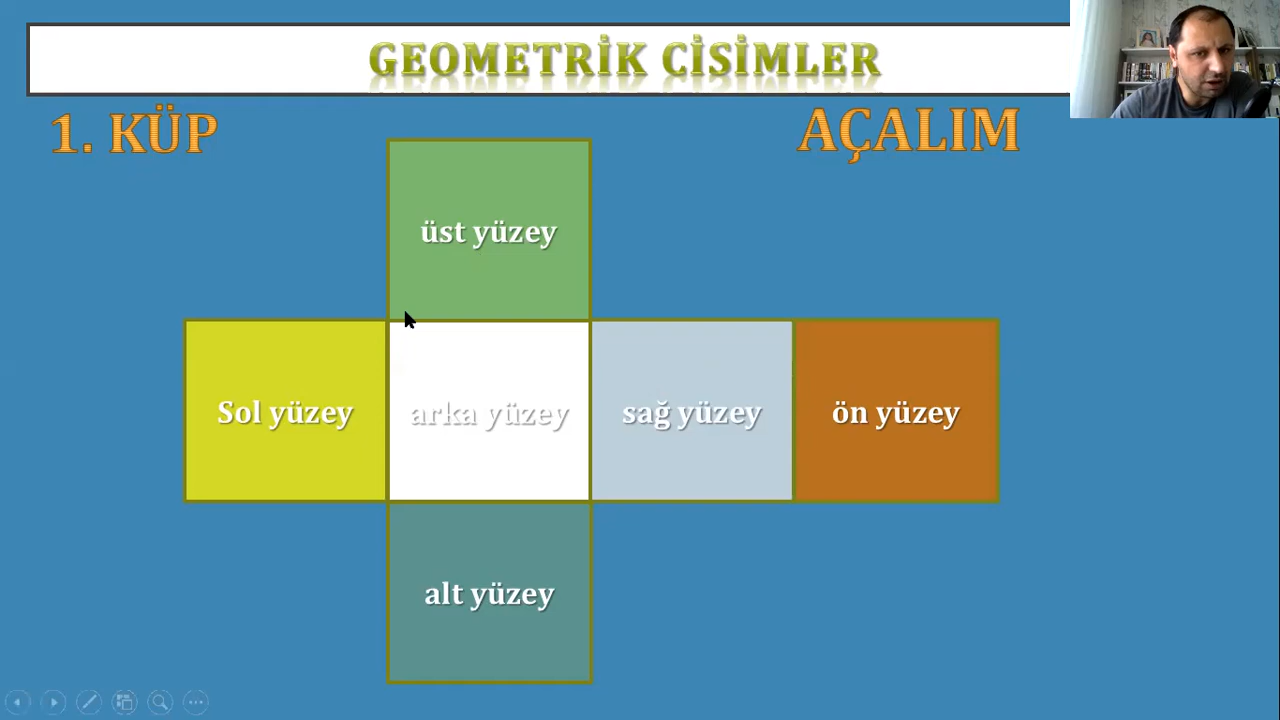 GEOMETRİK CİSİMLER
1. KÜP
AÇALIM
üst yüzey
Sol yüzey
arka yüzey
sağ yüzey
ön yüzey
alt yüzey